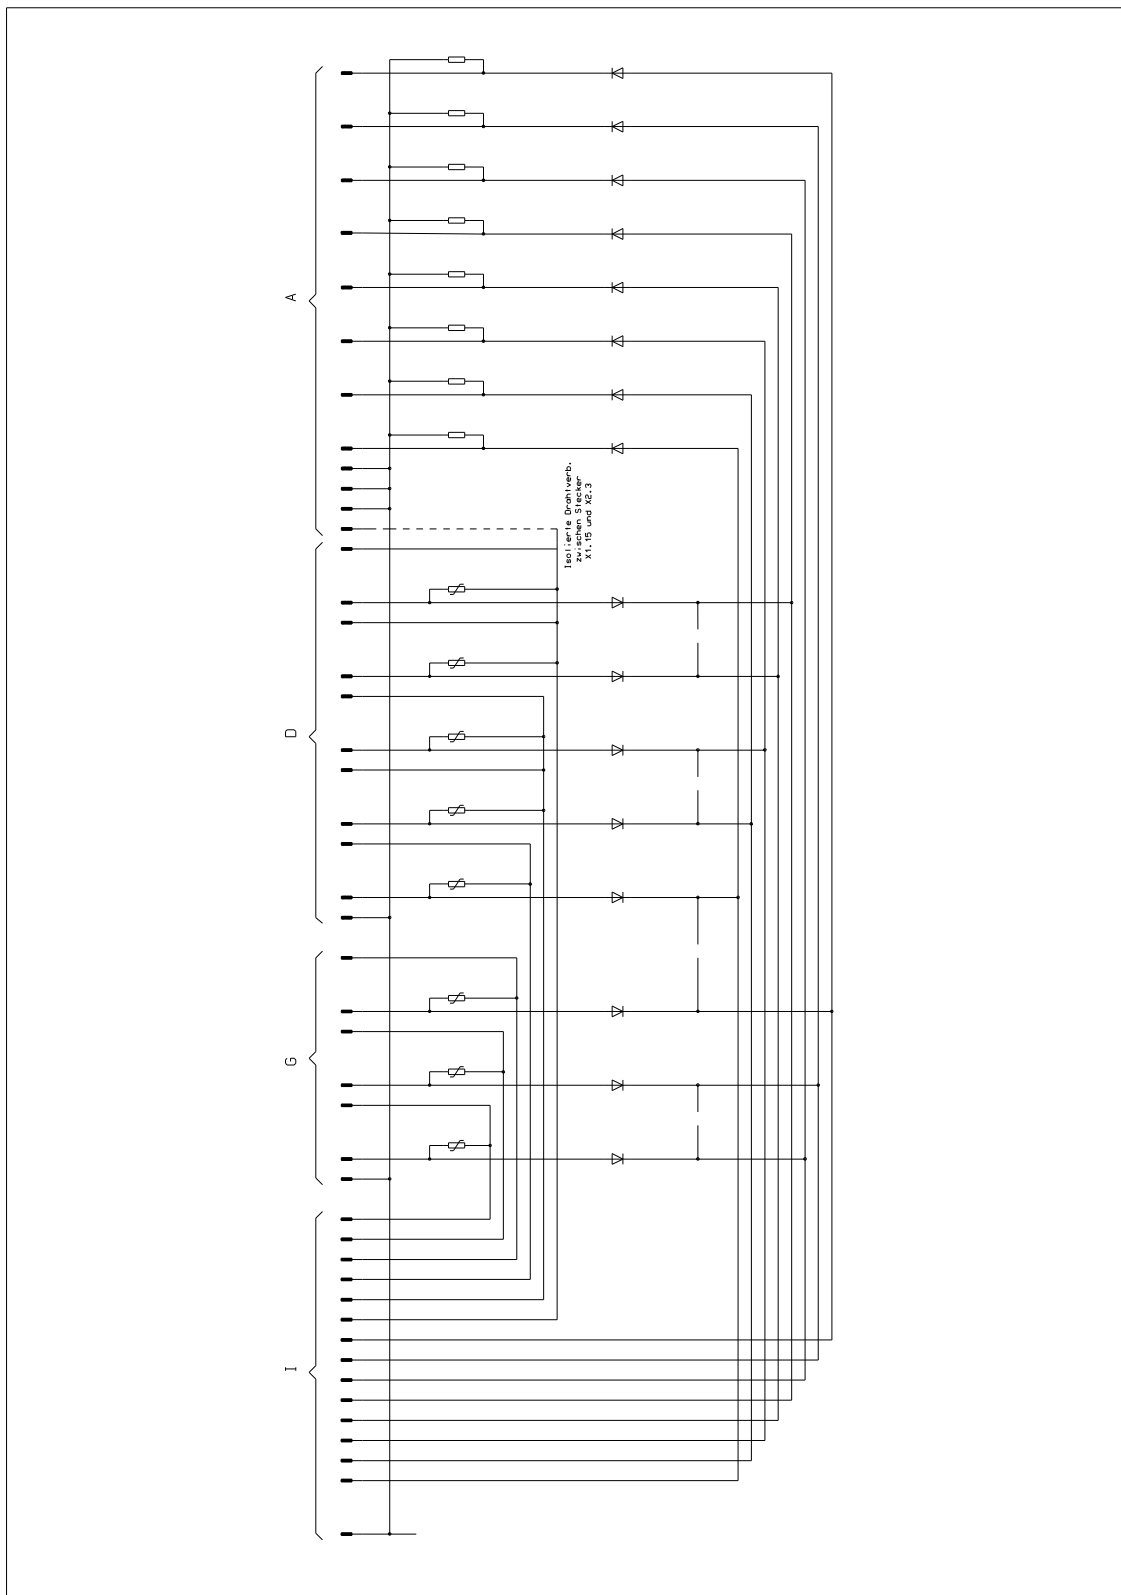 A
Isolierte Drahtverb.
zwischen Stecker
X1.15 und X2.3
D
G
I